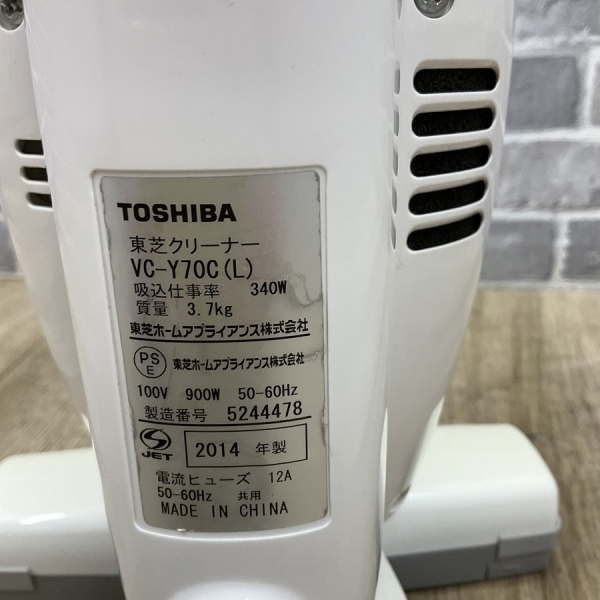 TOSHIBA
東芝クリーナー
VC-Y70C(L)
吸込仕事率 340W
質量 3.7kg
東芝ホームアプライアンス株式会社
PS E 東芝ホームアプライアンス株式会社
100V 900W 50-60Hz
製造番号 5244478
JET 2014 年製
電流ヒューズ 12A
50-60Hz 共用
MADE IN CHINA